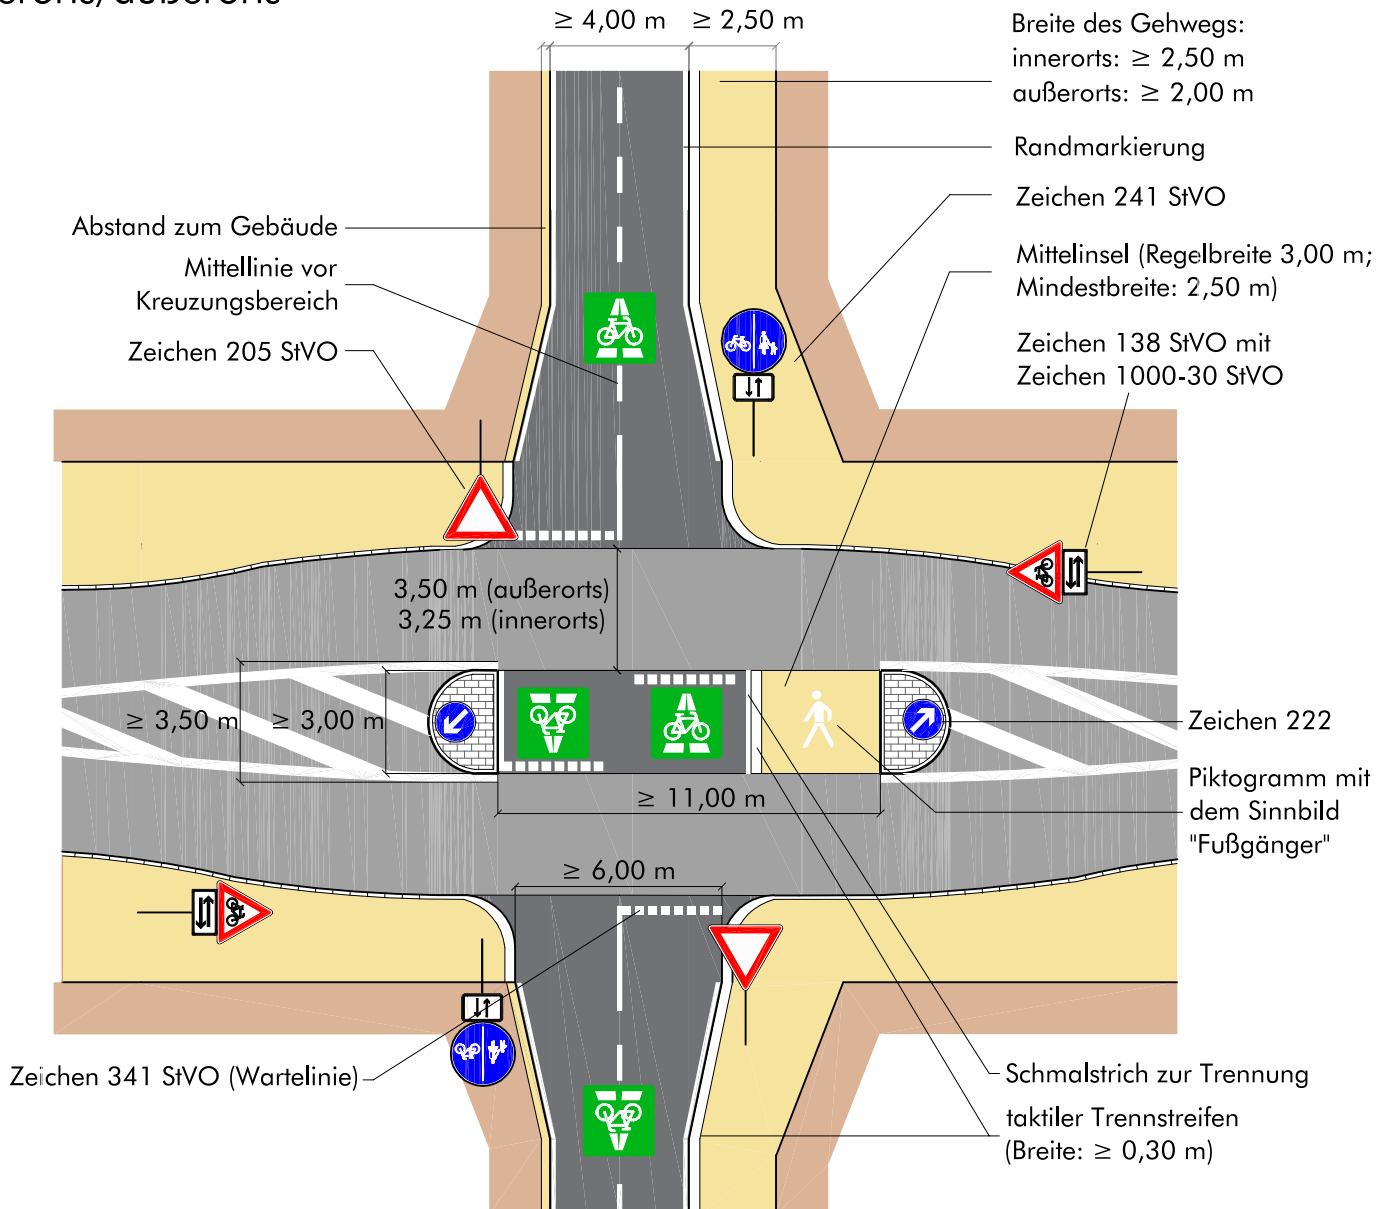 ≥ 4,00 m
≥ 2,50 m
Breite des Gehwegs:
innerorts: ≥ 2,50 m
außerorts: ≥ 2,00 m
Randmarkierung
Zeichen 241 StVO
Abstand zum Gebäude
Mittellinie vor
Kreuzungsbereich
Zeichen 205 StVO
Mittelinsel (Regelbreite 3,00 m;
Mindestbreite: 2,50 m)
Zeichen 138 StVO mit
Zeichen 1000-30 StVO
3,50 m (außerorts)
3,25 m (innerorts)
≥ 3,50 m
≥ 3,00 m
≥ 11,00 m
≥ 6,00 m
Zeichen 222
Piktogramm mit
dem Sinnbild
"Fußgänger"
Zeichen 341 StVO (Wartelinie)
Schmalstrich zur Trennung
taktiler Trennstreifen
(Breite: ≥ 0,30 m)